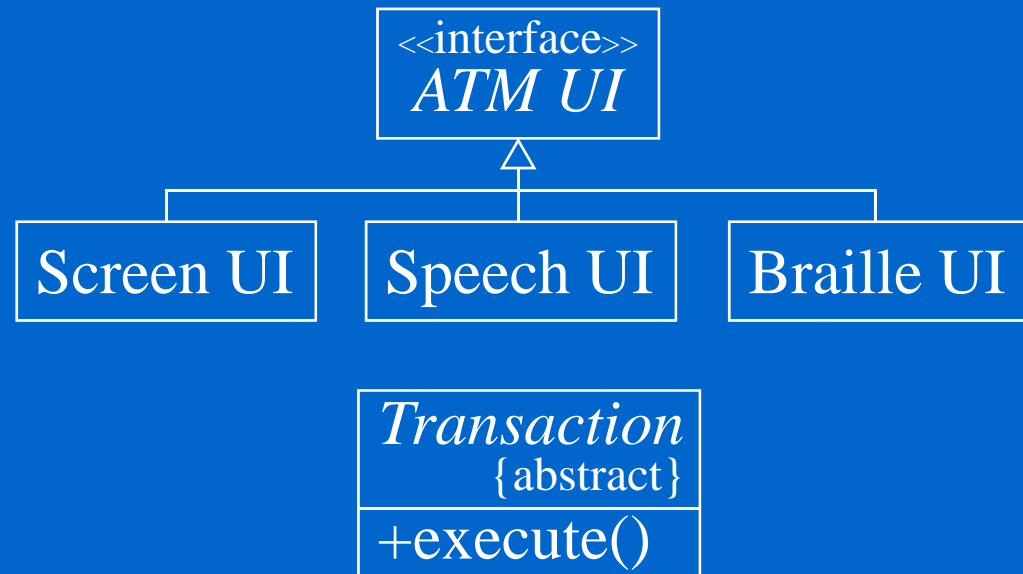 <<interface>>
ATM UI
Screen UI
Speech UI
Braille UI
Transaction
{abstract}
+execute()